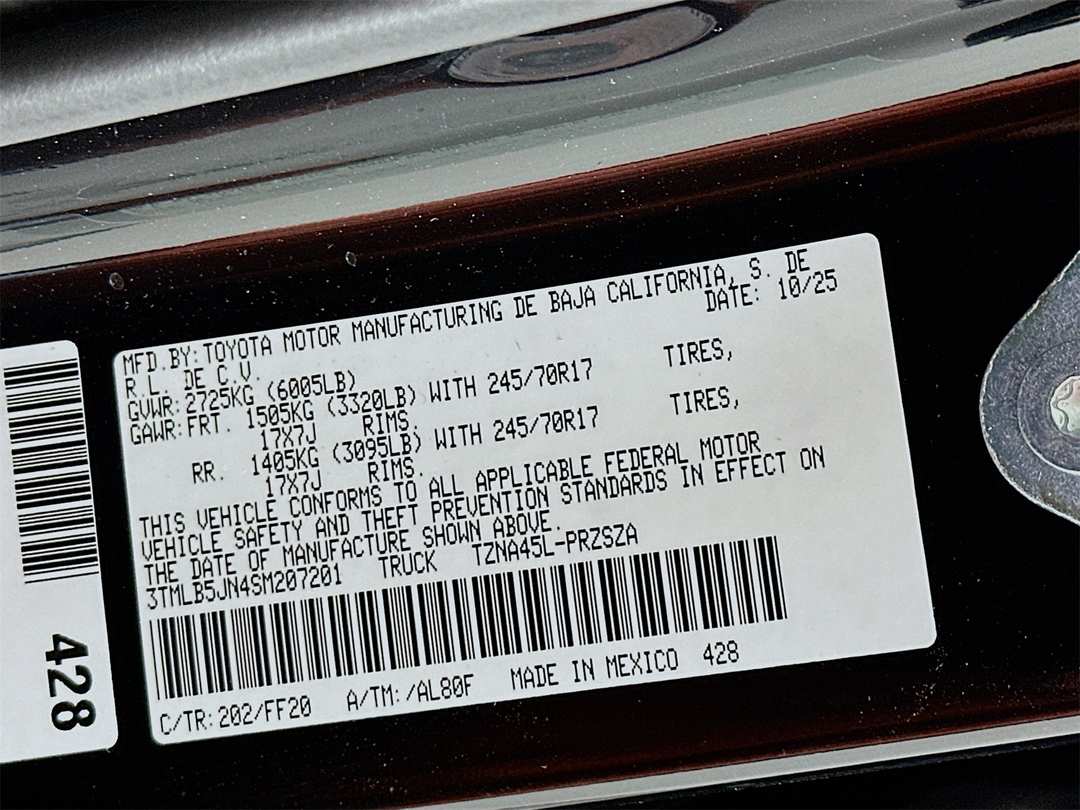 MFD.BY:TOYOTA MOTOR MANUFACTURING DE BAJA CALIFORNIA, S. DE
R.L. DE C.V. DATE: 10/25
GVWR:2725KG (6005LB)
GAWR:FRT. 1505KG (3320LB) WITH 245/70R17 TIRES,
17X7J RIMS.
RR. 1405KG (3095LB) WITH 245/70R17 TIRES,
17X7J RIMS.
THIS VEHICLE CONFORMS TO ALL APPLICABLE FEDERAL MOTOR
VEHICLE SAFETY AND THEFT PREVENTION STANDARDS IN EFFECT ON
THE DATE OF MANUFACTURE SHOWN ABOVE.
3TMLB5JN4SM207201 TRUCK TZNA45L-PRZSZA
C/TR:202/FF20 A/TM:/AL80F MADE IN MEXICO 428
428